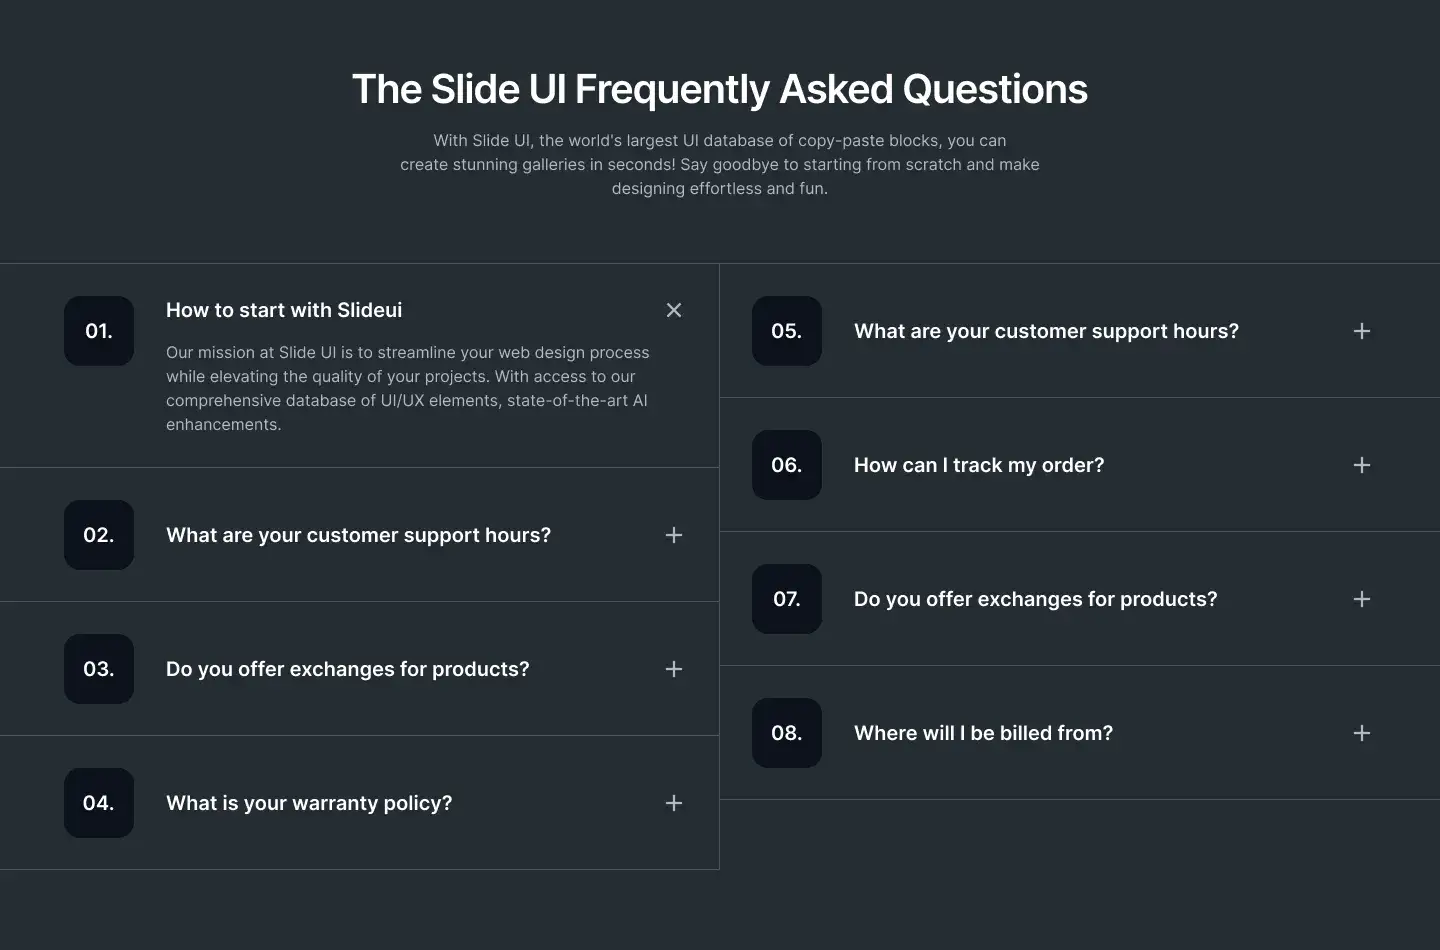 The Slide UI Frequently Asked Questions
With Slide UI, the world's largest UI database of copy-paste blocks, you can
create stunning galleries in seconds! Say goodbye to starting from scratch and make
designing effortless and fun.
01.
How to start with Slideui
Our mission at Slide UI is to streamline your web design process
while elevating the quality of your projects. With access to our
comprehensive database of UI/UX elements, state-of-the-art AI
enhancements.
02.
What are your customer support hours?
03.
Do you offer exchanges for products?
04.
What is your warranty policy?
05.
What are your customer support hours?
06.
How can I track my order?
07.
Do you offer exchanges for products?
08.
Where will I be billed from?